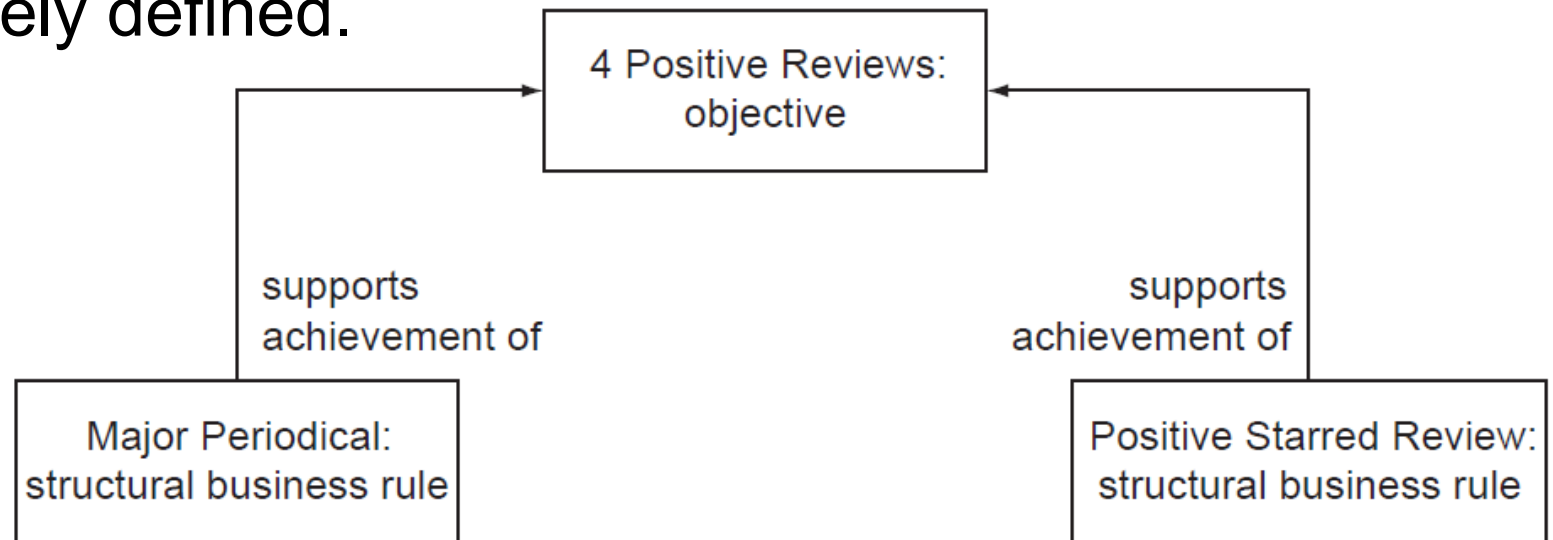 ely defined.
4 Positive Reviews:
objective
supports
achievement of
supports
achievement of
Major Periodical:
structural business rule
Positive Starred Review:
structural business rule